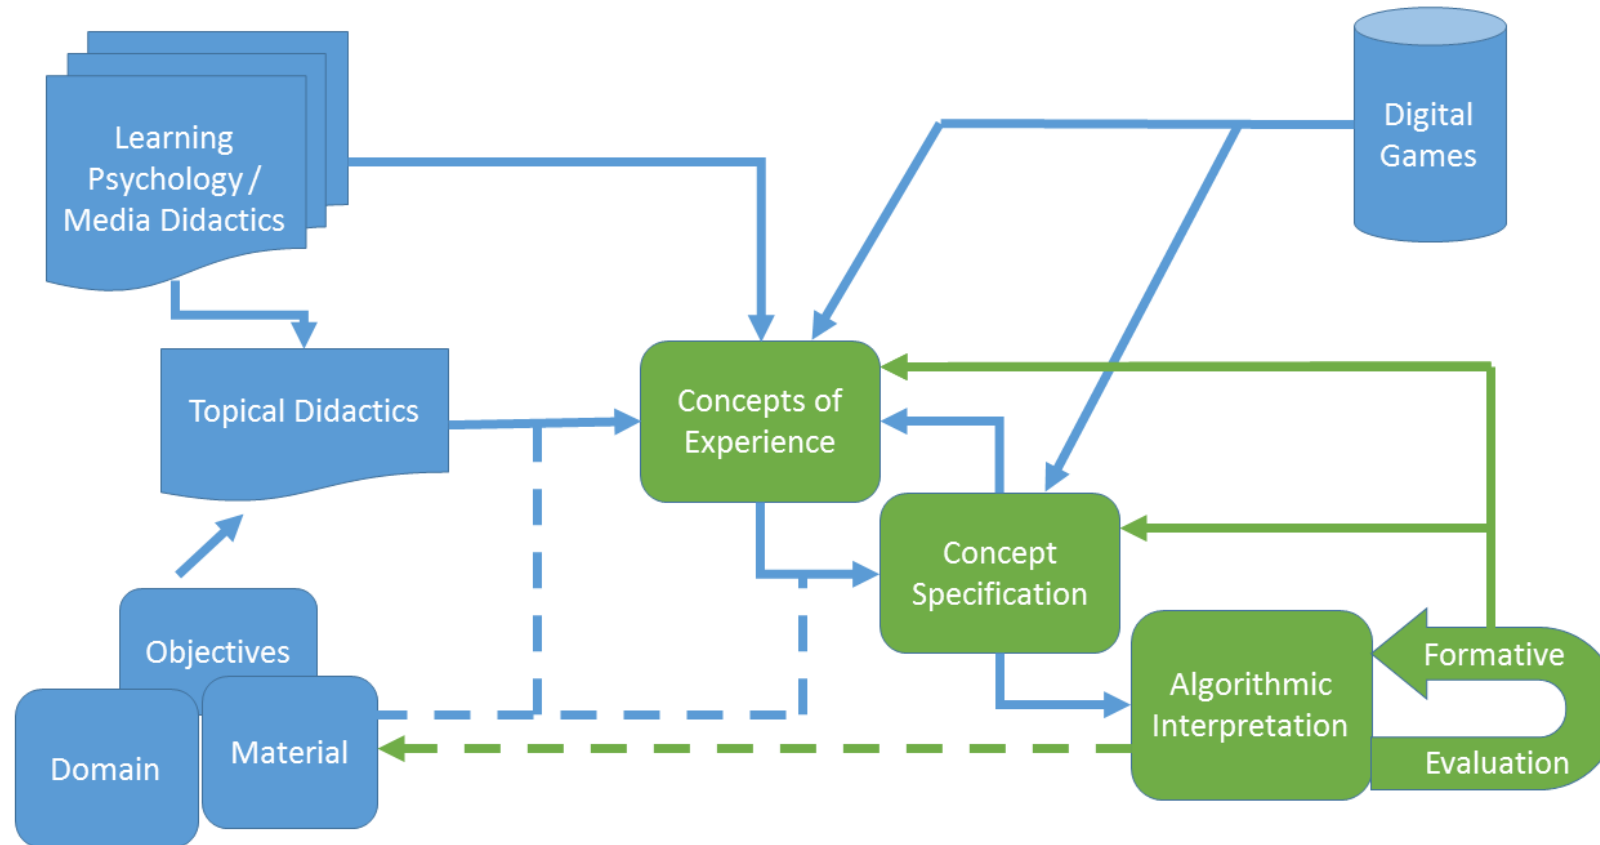 Learning
Psychology /
Media Didactics
Digital
Games
Topical Didactics
Concepts of
Experience
Concept
Specification
Objectives
Domain
Material
Algorithmic
Interpretation
Formative
Evaluation